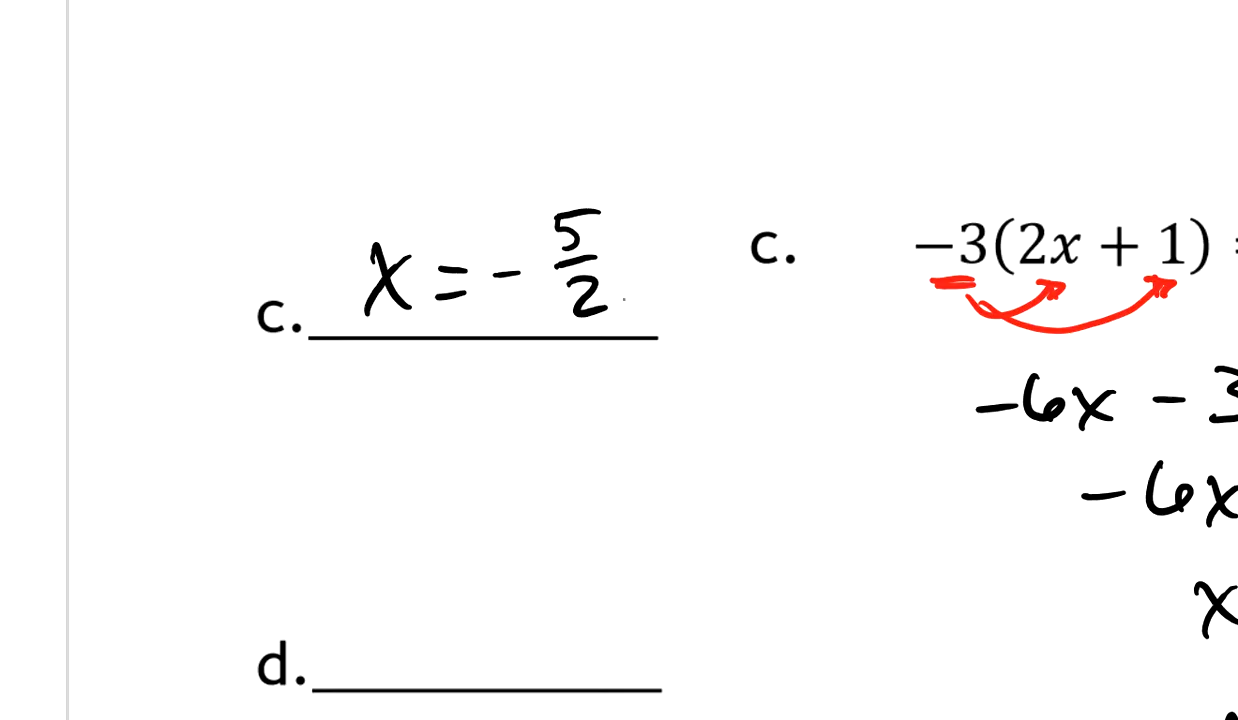 c. x = - 5/2
c. −3(2x + 1)
-6x - 3
-6x
x
d.